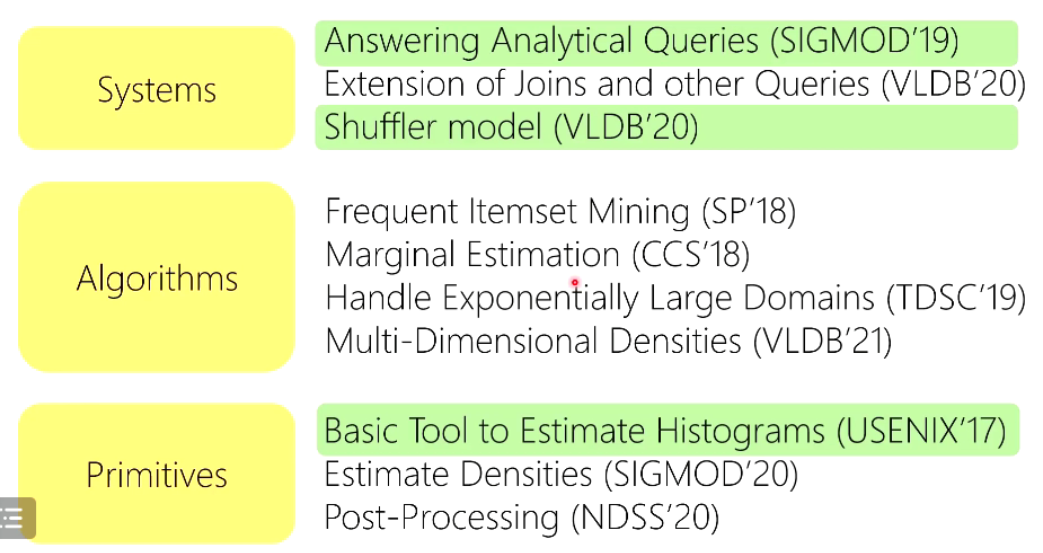 Systems
Answering Analytical Queries (SIGMOD'19)
Extension of Joins and other Queries (VLDB'20)
Shuffler model (VLDB'20)
Algorithms
Frequent Itemset Mining (SP'18)
Marginal Estimation (CCS'18)
Handle Exponentially Large Domains (TDSC'19)
Multi-Dimensional Densities (VLDB'21)
Primitives
Basic Tool to Estimate Histograms (USENIX'17)
Estimate Densities (SIGMOD'20)
Post-Processing (NDSS'20)